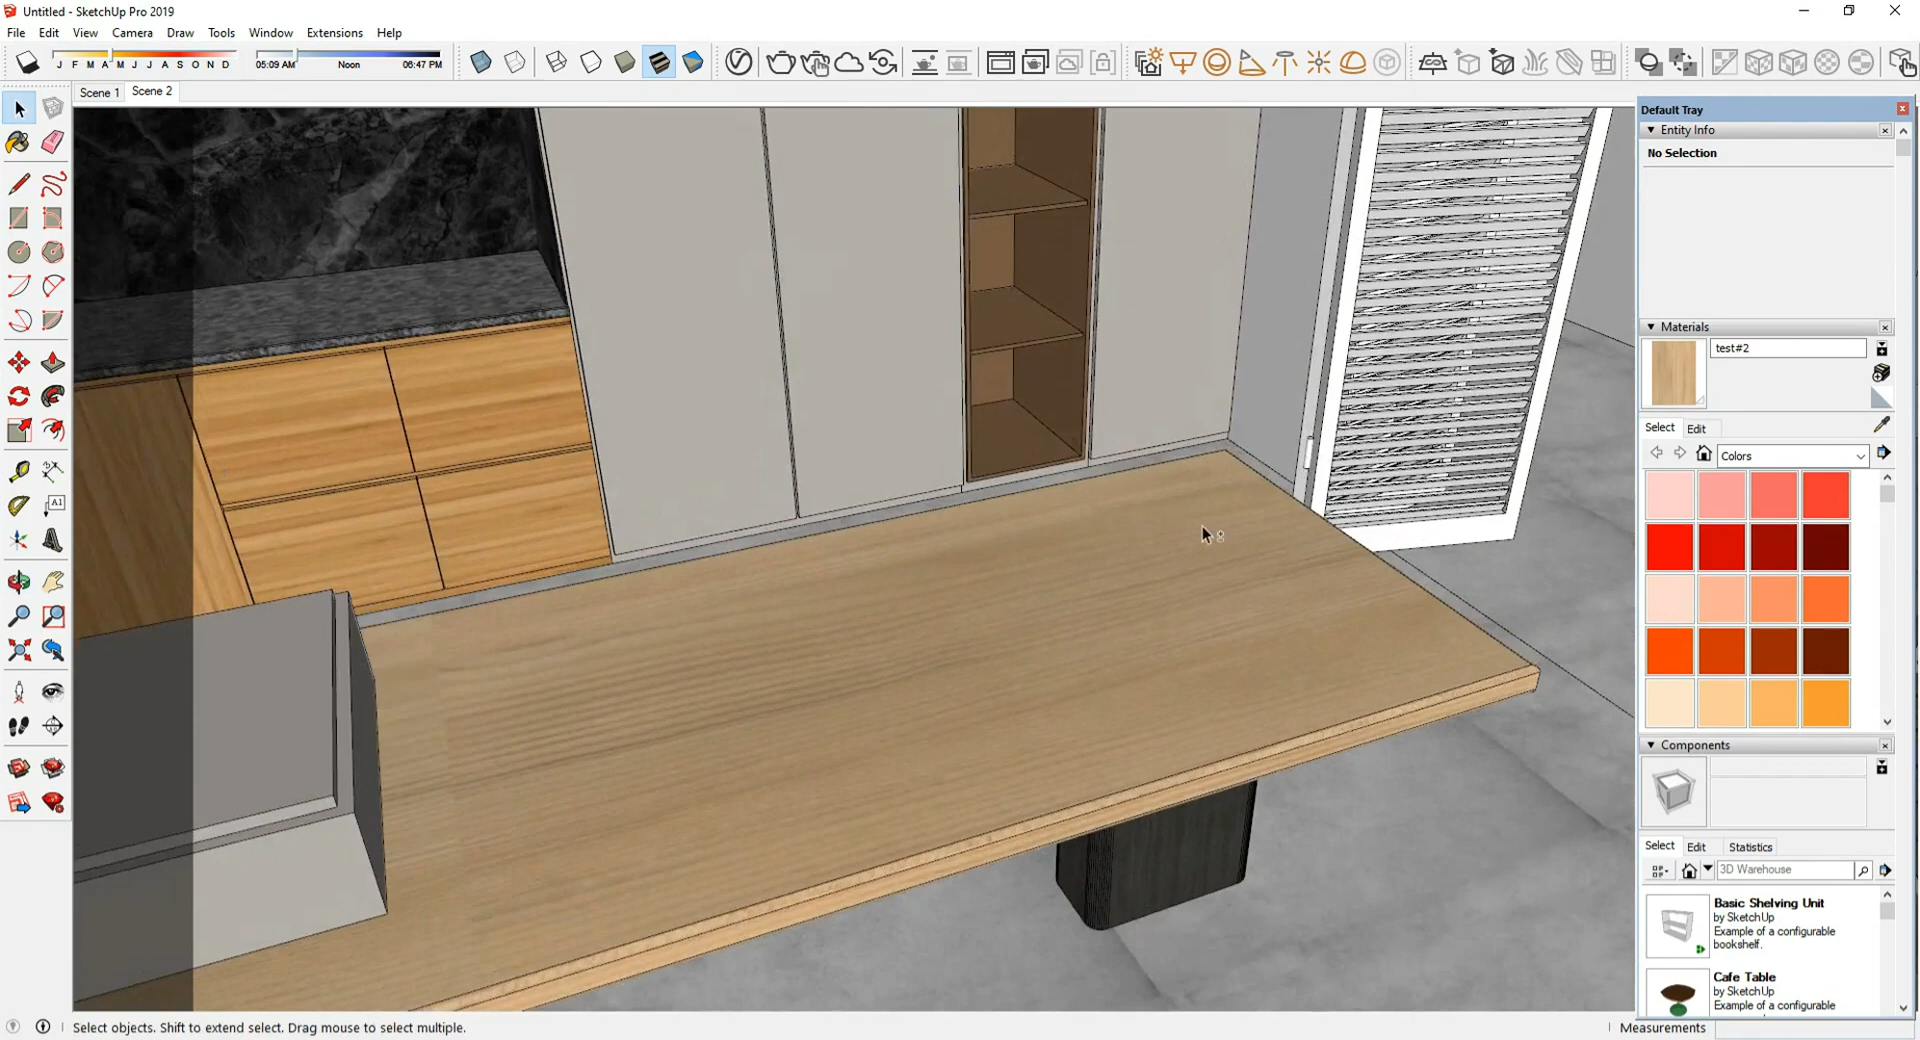 Untitled - SketchUp Pro 2019
File Edit View Camera Draw Tools Window Extensions Help
J F M A M J J A S O N D
05:09 AM Noon 06:47 PM
Scene 1 Scene 2
Default Tray
Entity Info
No Selection
Materials
test#2
Select Edit
Colors
Components
Select Edit Statistics
3D Warehouse
Basic Shelving Unit
by SketchUp
Example of a configurable
bookshelf.
Cafe Table
by SketchUp
Example of a configurable
A1
Select objects. Shift to extend select. Drag mouse to select multiple.
Measurements